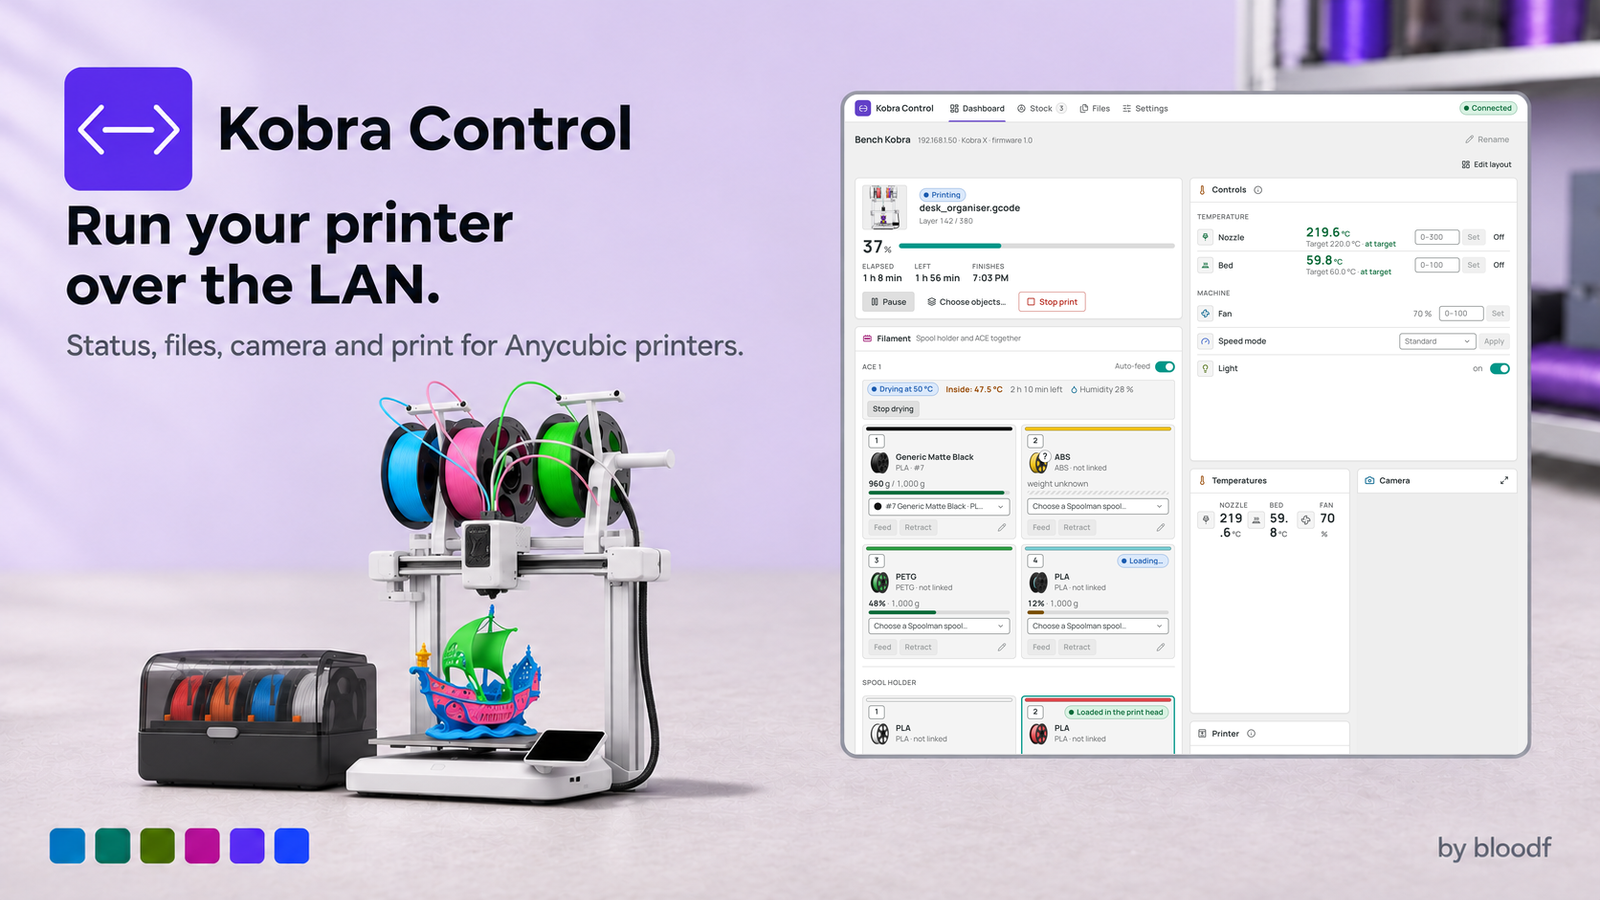 Kobra Control
Run your printer
over the LAN.
Status, files, camera and print for Anycubic printers.
Kobra Control
Dashboard
Stock 3
Files
Settings
Connected
Bench Kobra
192.168.1.50 · Kobra X · firmware 1.0
Rename
Edit layout
Printing
desk_organiser.gcode
Layer 142 / 380
37 %
ELAPSED LEFT FINISHES
1 h 8 min 1 h 56 min 7:03 PM
Pause
Choose objects...
Stop print
Filament Spool holder and ACE together
ACE 1
Auto-feed
Drying at 50 °C Inside: 47.5 °C 2 h 10 min left Humidity 28 %
Stop drying
1
Generic Matte Black
PLA · #7
960 g / 1,000 g
#7 Generic Matte Black · PL...
Feed Retract
2
?
ABS
ABS · not linked
weight unknown
Choose a Spoolman spool...
Feed Retract
3
PETG
PETG · not linked
48% · 1,000 g
Choose a Spoolman spool...
Feed Retract
4
Loading...
PLA
PLA · not linked
12% · 1,000 g
Choose a Spoolman spool...
Feed Retract
SPOOL HOLDER
1
PLA
PLA · not linked
2
Loaded in the print head
PLA
PLA · not linked
Controls
TEMPERATURE
Nozzle 219.6 °C 0–300 Set Off
Target 220.0 °C · at target
Bed 59.8 °C 0–100 Set Off
Target 60.0 °C · at target
MACHINE
Fan 70 % 0–100 Set
Speed mode Standard Apply
Light on
Temperatures
NOZZLE
219
.6 °C
BED
59.
8 °C
FAN
70
%
Camera
Printer
by bloodf